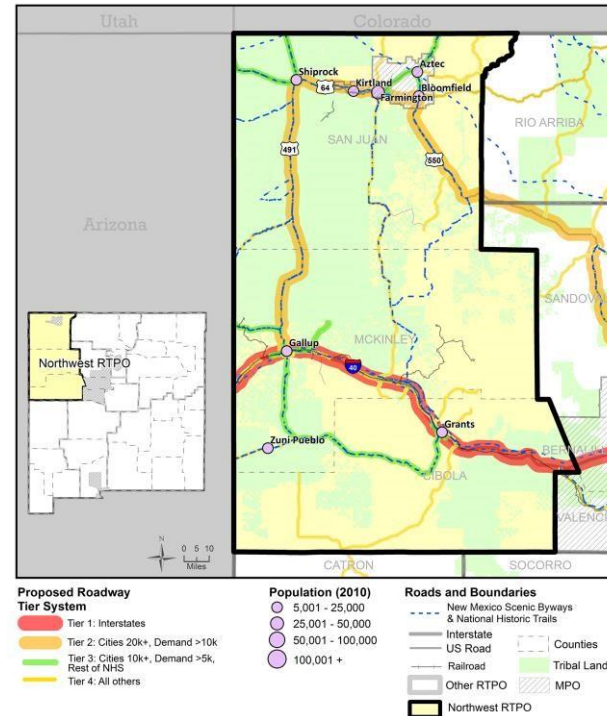 Utah
Colorado
Arizona
Shiprock
64
Kirtland
Farmington
Aztec
Bloomfield
SAN JUAN
RIO ARRIBA
491
550
SANDOVA
Gallup
MCKINLEY
40
Grants
Zuni Pueblo
CIBOLA
BERNALIL
VALENC
CATRON
SOCORRO
Northwest RTPO
N
0 5 10
Miles
Proposed Roadway
Tier System
Tier 1: Interstates
Tier 2: Cities 20k+, Demand >10k
Tier 3: Cities 10k+, Demand >5k,
Rest of NHS
Tier 4: All others
Population (2010)
5,001 - 25,000
25,001 - 50,000
50,001 - 100,000
100,001 +
Roads and Boundaries
New Mexico Scenic Byways
& National Historic Trails
Interstate
US Road
Railroad
Other RTPO
Northwest RTPO
Counties
Tribal Land
MPO